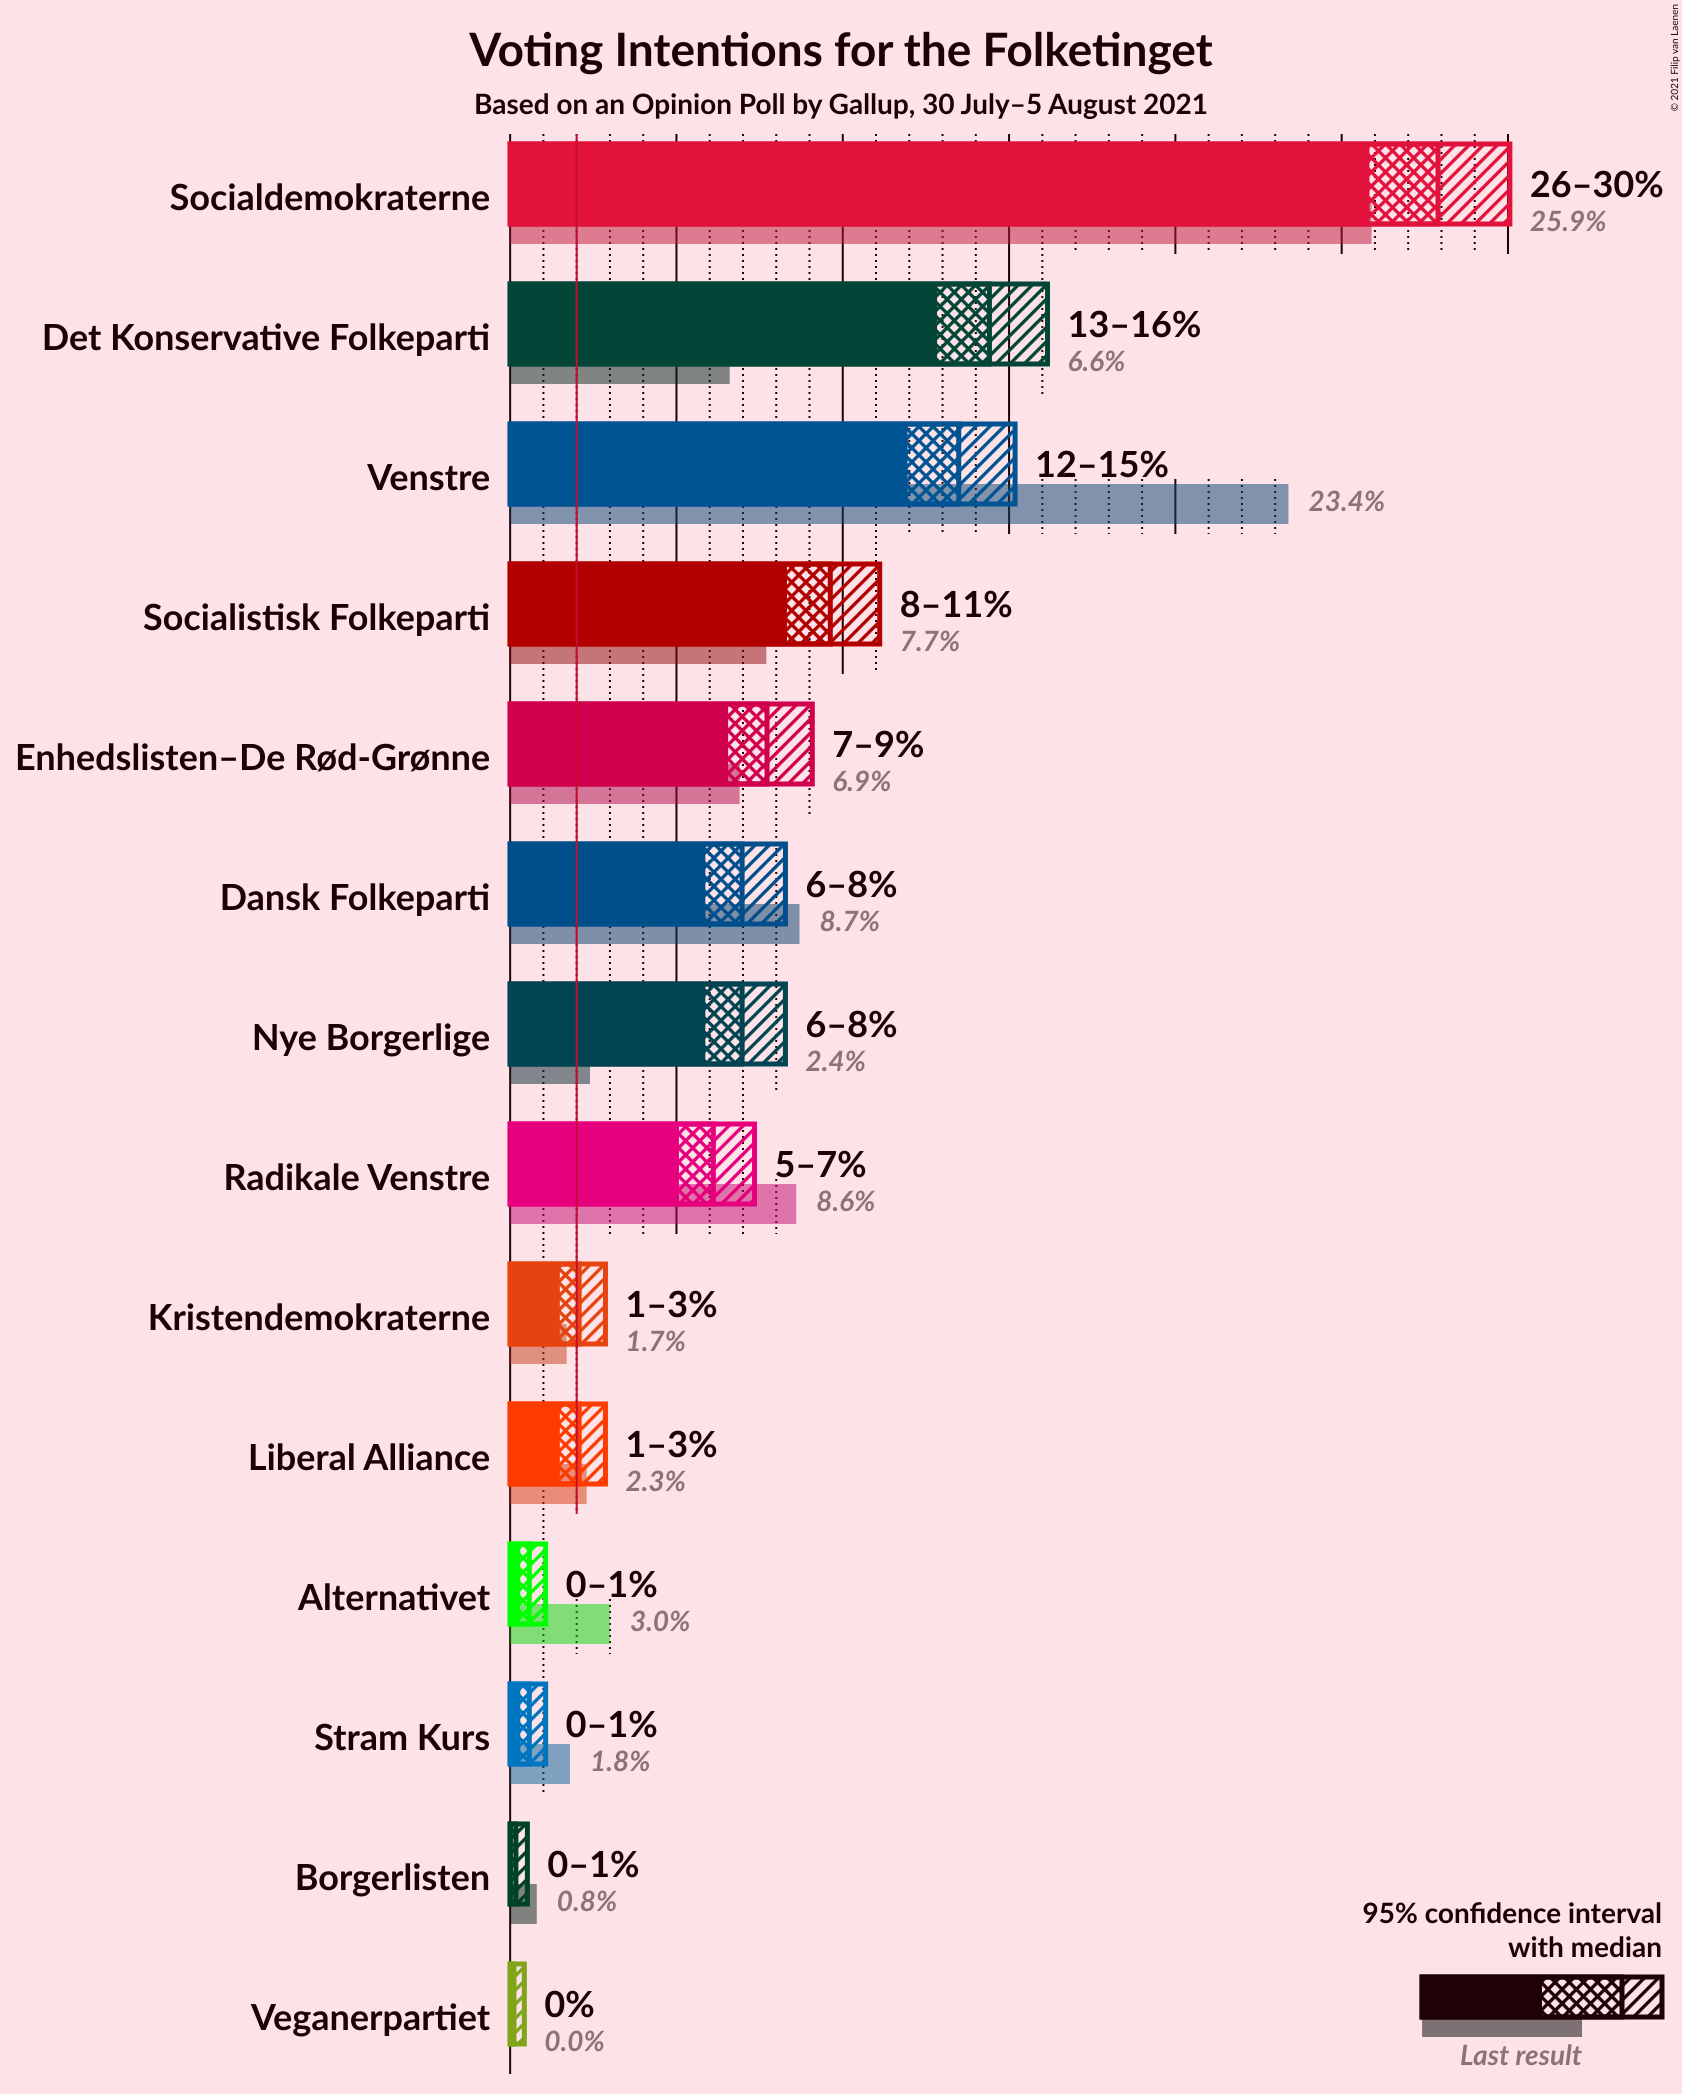 © 2021 Filip van Laenen
Voting Intentions for the Folketinget
Based on an Opinion Poll by Gallup, 30 July–5 August 2021
Socialdemokraterne
26–30%
25.9%
Det Konservative Folkeparti
13–16%
6.6%
Venstre
12–15%
23.4%
Socialistisk Folkeparti
8–11%
7.7%
Enhedslisten–De Rød-Grønne
7–9%
6.9%
Dansk Folkeparti
6–8%
8.7%
Nye Borgerlige
6–8%
2.4%
Radikale Venstre
5–7%
8.6%
Kristendemokraterne
1–3%
1.7%
Liberal Alliance
1–3%
2.3%
Alternativet
0–1%
3.0%
Stram Kurs
0–1%
1.8%
Borgerlisten
0–1%
0.8%
Veganerpartiet
0%
0.0%
95% confidence interval
with median
Last result